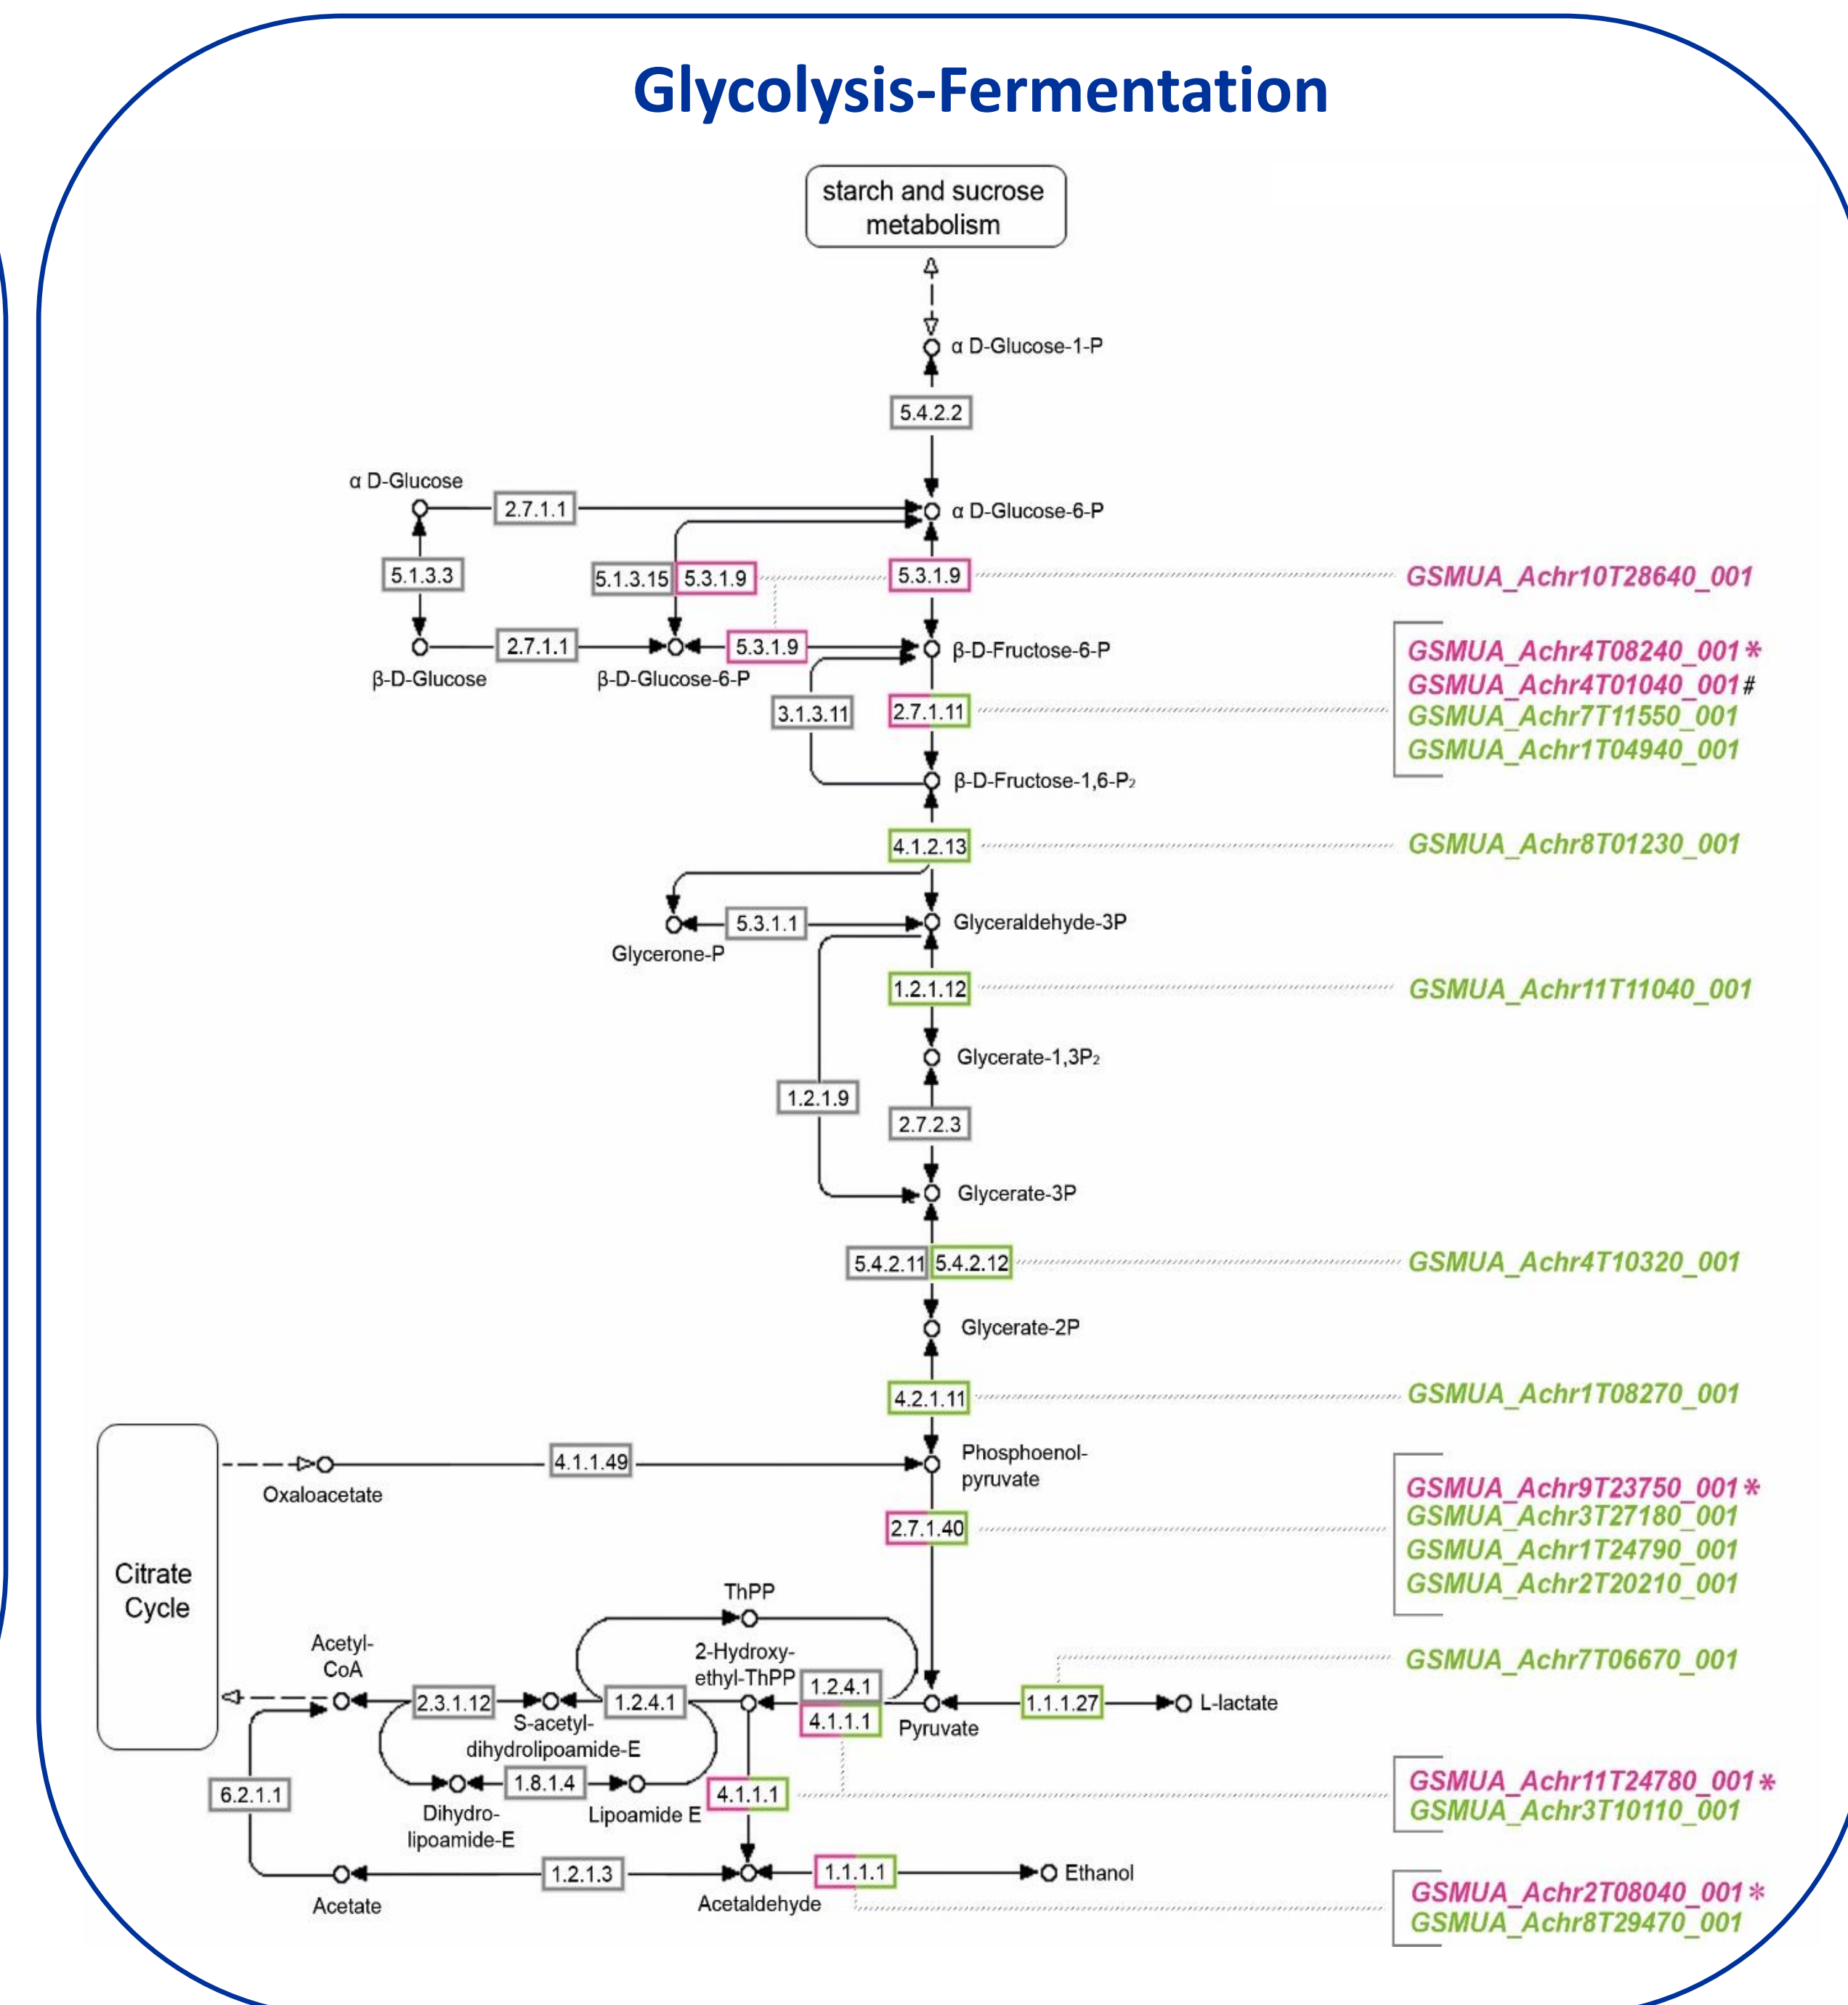 Glycolysis-Fermentation
starch and sucrose
metabolism
α D-Glucose-1-P
5.4.2.2
α D-Glucose
2.7.1.1
α D-Glucose-6-P
5.1.3.3
5.1.3.15
5.3.1.9
5.3.1.9
GSMUA_Achr10T28640_001
2.7.1.1
5.3.1.9
β-D-Fructose-6-P
β-D-Glucose
β-D-Glucose-6-P
GSMUA_Achr4T08240_001*
GSMUA_Achr4T01040_001#
GSMUA_Achr7T11550_001
GSMUA_Achr1T04940_001
3.1.3.11
2.7.1.11
β-D-Fructose-1,6-P₂
4.1.2.13
GSMUA_Achr8T01230_001
5.3.1.1
Glyceraldehyde-3P
Glycerone-P
1.2.1.12
GSMUA_Achr11T11040_001
Glycerate-1,3P₂
1.2.1.9
2.7.2.3
Glycerate-3P
5.4.2.11
5.4.2.12
GSMUA_Achr4T10320_001
Glycerate-2P
4.2.1.11
GSMUA_Achr1T08270_001
4.1.1.49
Oxaloacetate
Phosphoenol-
pyruvate
2.7.1.40
GSMUA_Achr9T23750_001*
GSMUA_Achr3T27180_001
GSMUA_Achr1T24790_001
GSMUA_Achr2T20210_001
Citrate
Cycle
ThPP
Acetyl-
CoA
2-Hydroxy-
ethyl-ThPP
1.2.4.1
GSMUA_Achr7T06670_001
2.3.1.12
1.2.4.1
4.1.1.1
Pyruvate
1.1.1.27
L-lactate
S-acetyl-
dihydrolipoamide-E
6.2.1.1
1.8.1.4
4.1.1.1
Dihydro-
lipoamide-E
Lipoamide E
GSMUA_Achr11T24780_001*
GSMUA_Achr3T10110_001
1.2.1.3
1.1.1.1
Ethanol
Acetate
Acetaldehyde
GSMUA_Achr2T08040_001*
GSMUA_Achr8T29470_001